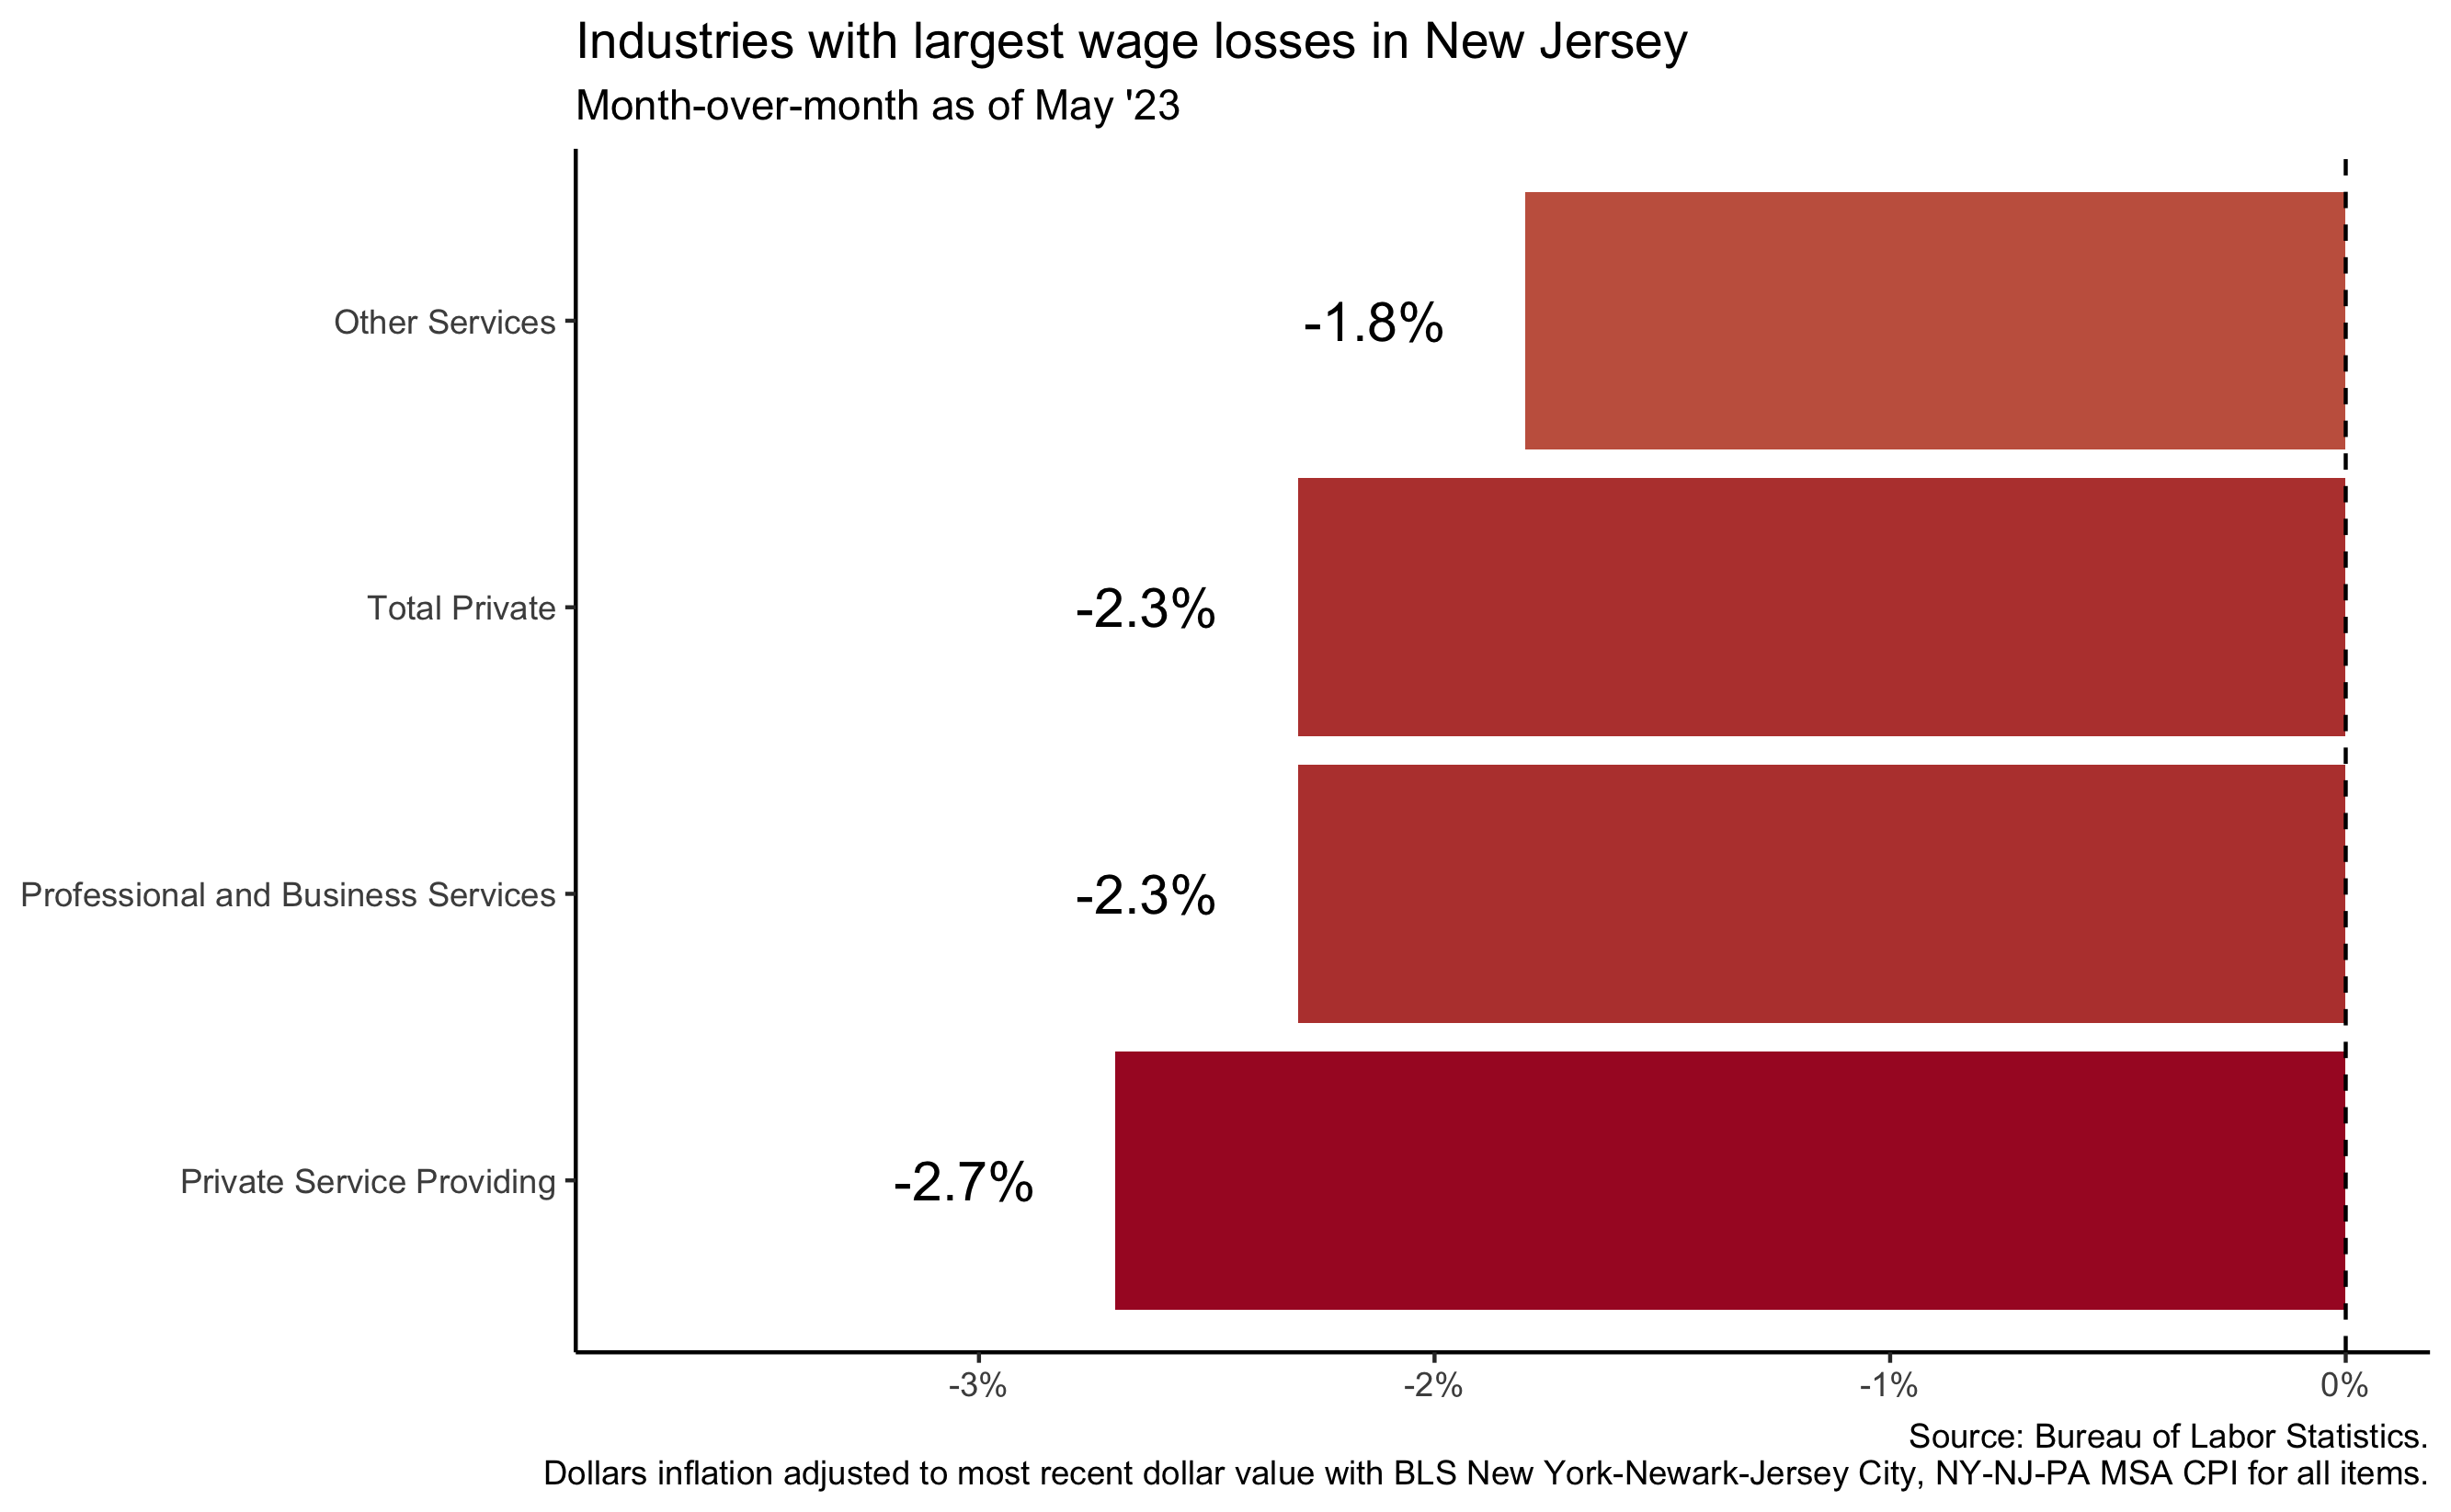 Industries with largest wage losses in New Jersey
Month-over-month as of May '23
Other Services
-1.8%
Total Private
-2.3%
Professional and Business Services
-2.3%
Private Service Providing
-2.7%
-3%
-2%
-1%
0%
Source: Bureau of Labor Statistics.
Dollars inflation adjusted to most recent dollar value with BLS New York-Newark-Jersey City, NY-NJ-PA MSA CPI for all items.